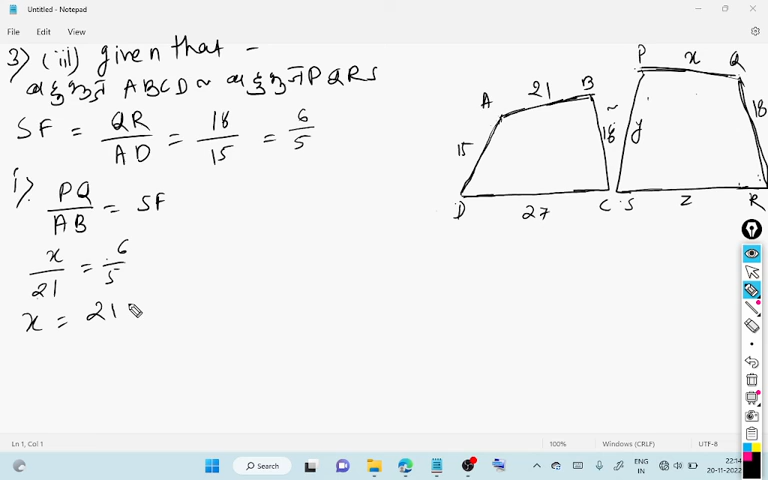 Untitled - Notepad
File Edit View
3) (iii) given that -
ABCD ~ PQRS
SF = QR/AD = 18/15 = 6/5
i). PQ/AB = SF
x/21 = 6/5
x = 21
A 21 B
15 18
D 27 C
~
P x Q
y 18
S z R
Ln 1, Col 1 100% Windows (CRLF) UTF-8
Search
ENG
IN
22:14
20-11-2022